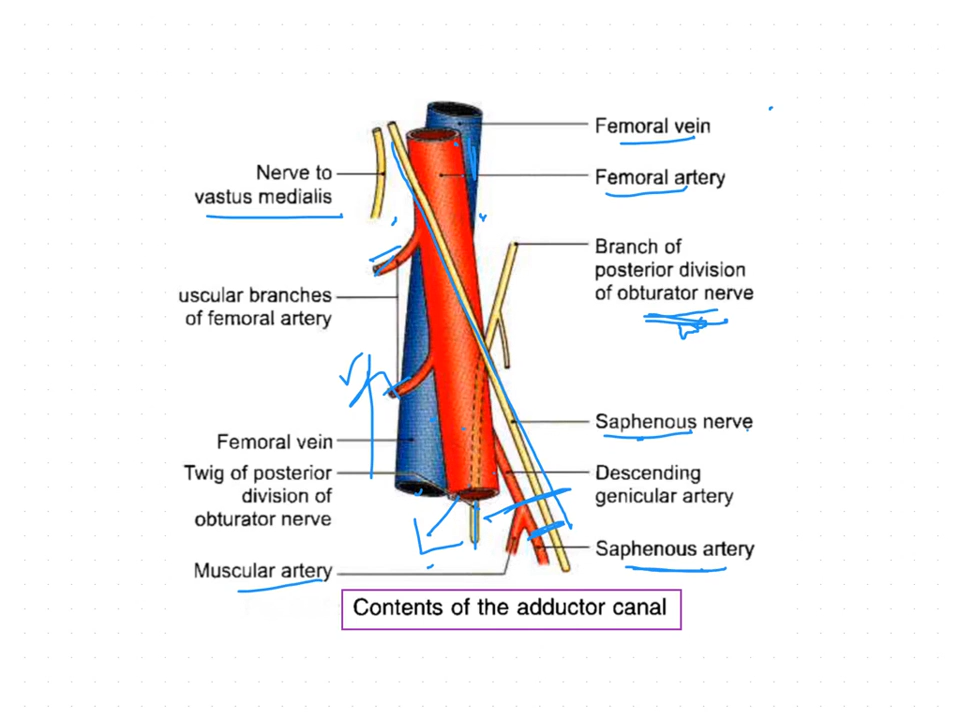 Femoral vein
Femoral artery
Nerve to
vastus medialis
Branch of
posterior division
of obturator nerve
uscular branches
of femoral artery
Saphenous nerve
Femoral vein
Twig of posterior
division of
obturator nerve
Descending
genicular artery
Saphenous artery
Muscular artery
Contents of the adductor canal